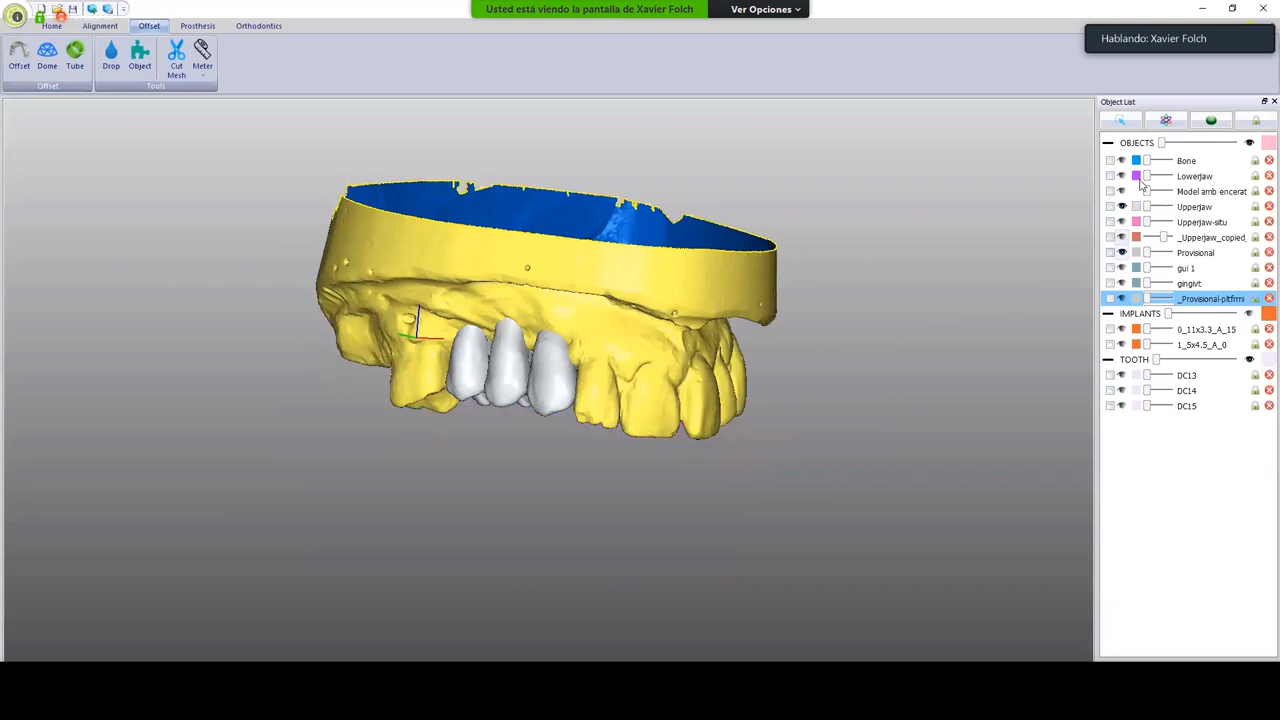 Usted está viendo la pantalla de Xavier Folch
Ver Opciones
Home Alignment Offset Prosthesis Orthodontics
Hablando: Xavier Folch
Offset Dome Tube Drop Object Cut Mesh Meter
Offset Tools
Object List
OBJECTS
Bone
Lowerjaw
Model amb encerat
Upperjaw
Upperjaw-situ
_Upperjaw_copied_
Provisional
gui 1
gingivt
_Provisional-pltfrmi
IMPLANTS
0_11x3.3_A_15
1_5x4.5_A_0
TOOTH
DC13
DC14
DC15